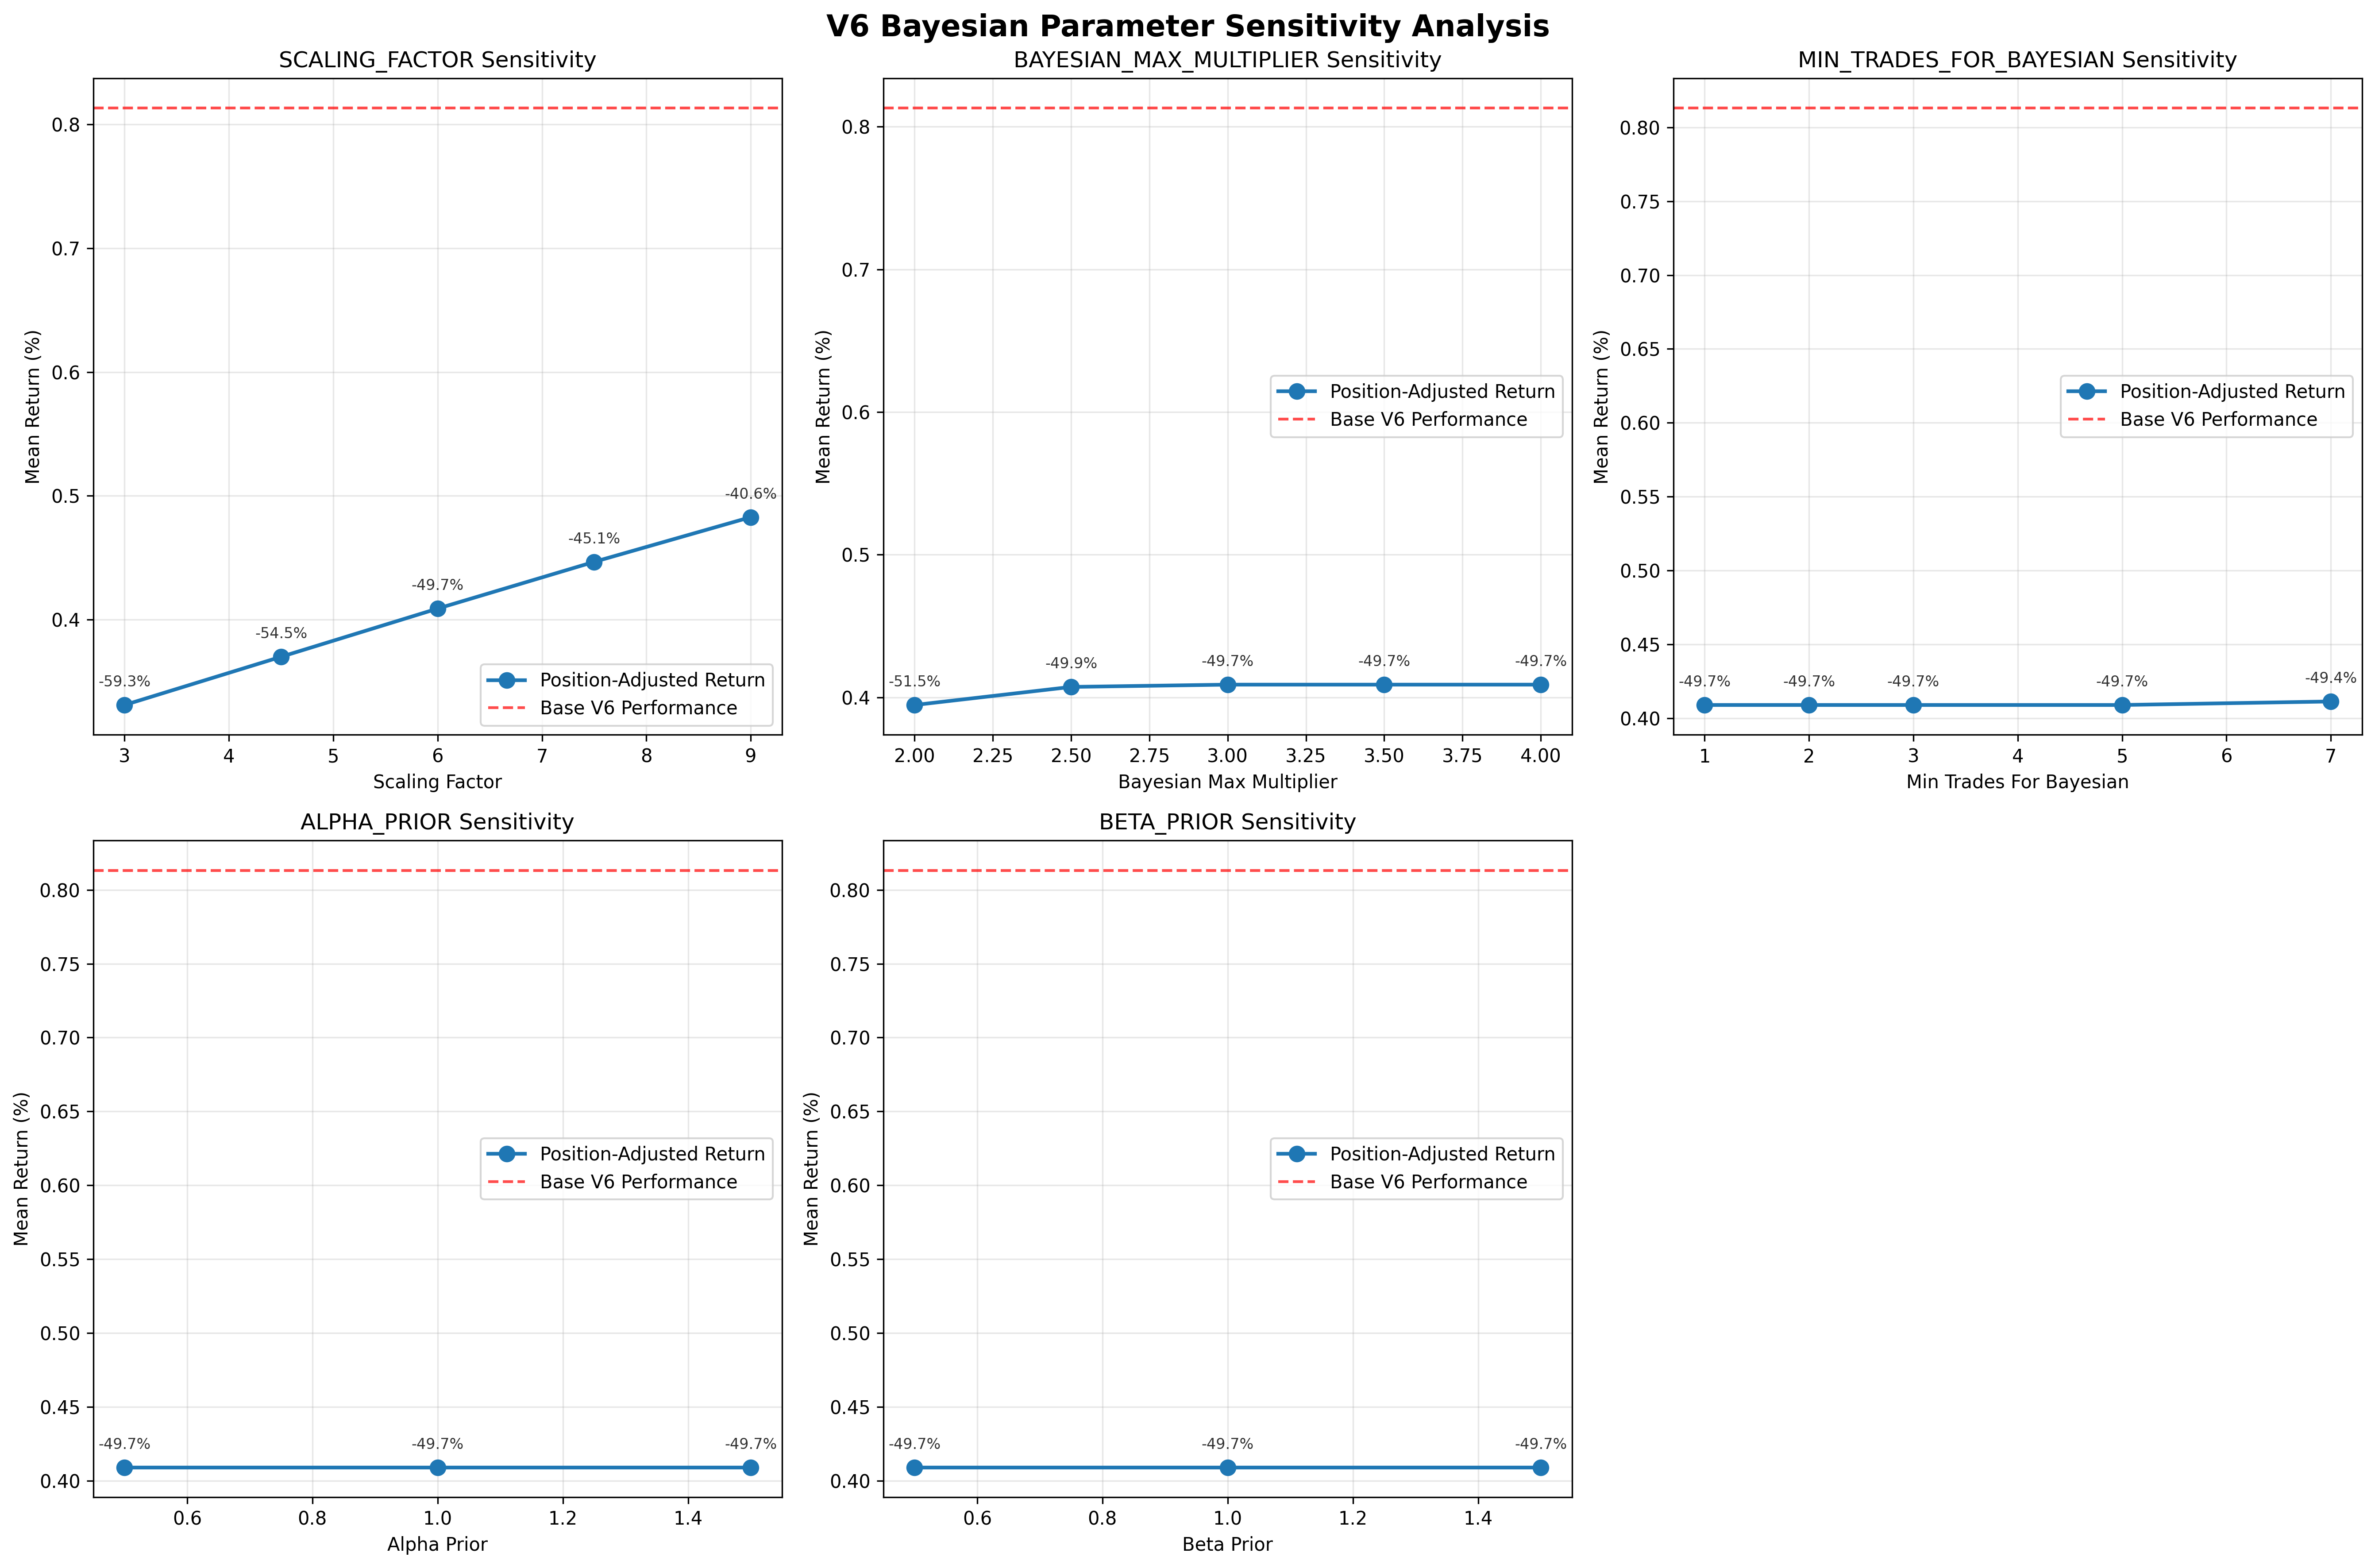 V6 Bayesian Parameter Sensitivity Analysis
SCALING_FACTOR Sensitivity
Mean Return (%)
0.8
0.7
0.6
0.5
0.4
-59.3%
-54.5%
-49.7%
-45.1%
-40.6%
Position-Adjusted Return
Base V6 Performance
3 4 5 6 7 8 9
Scaling Factor
BAYESIAN_MAX_MULTIPLIER Sensitivity
Mean Return (%)
0.8
0.7
0.6
0.5
0.4
Position-Adjusted Return
Base V6 Performance
-51.5%
-49.9%
-49.7%
-49.7%
-49.7%
2.00 2.25 2.50 2.75 3.00 3.25 3.50 3.75 4.00
Bayesian Max Multiplier
MIN_TRADES_FOR_BAYESIAN Sensitivity
Mean Return (%)
0.80
0.75
0.70
0.65
0.60
0.55
0.50
0.45
0.40
Position-Adjusted Return
Base V6 Performance
-49.7%
-49.7%
-49.7%
-49.7%
-49.4%
1 2 3 4 5 6 7
Min Trades For Bayesian
ALPHA_PRIOR Sensitivity
Mean Return (%)
0.80
0.75
0.70
0.65
0.60
0.55
0.50
0.45
0.40
Position-Adjusted Return
Base V6 Performance
-49.7%
-49.7%
-49.7%
0.6 0.8 1.0 1.2 1.4
Alpha Prior
BETA_PRIOR Sensitivity
Mean Return (%)
0.80
0.75
0.70
0.65
0.60
0.55
0.50
0.45
0.40
Position-Adjusted Return
Base V6 Performance
-49.7%
-49.7%
-49.7%
0.6 0.8 1.0 1.2 1.4
Beta Prior